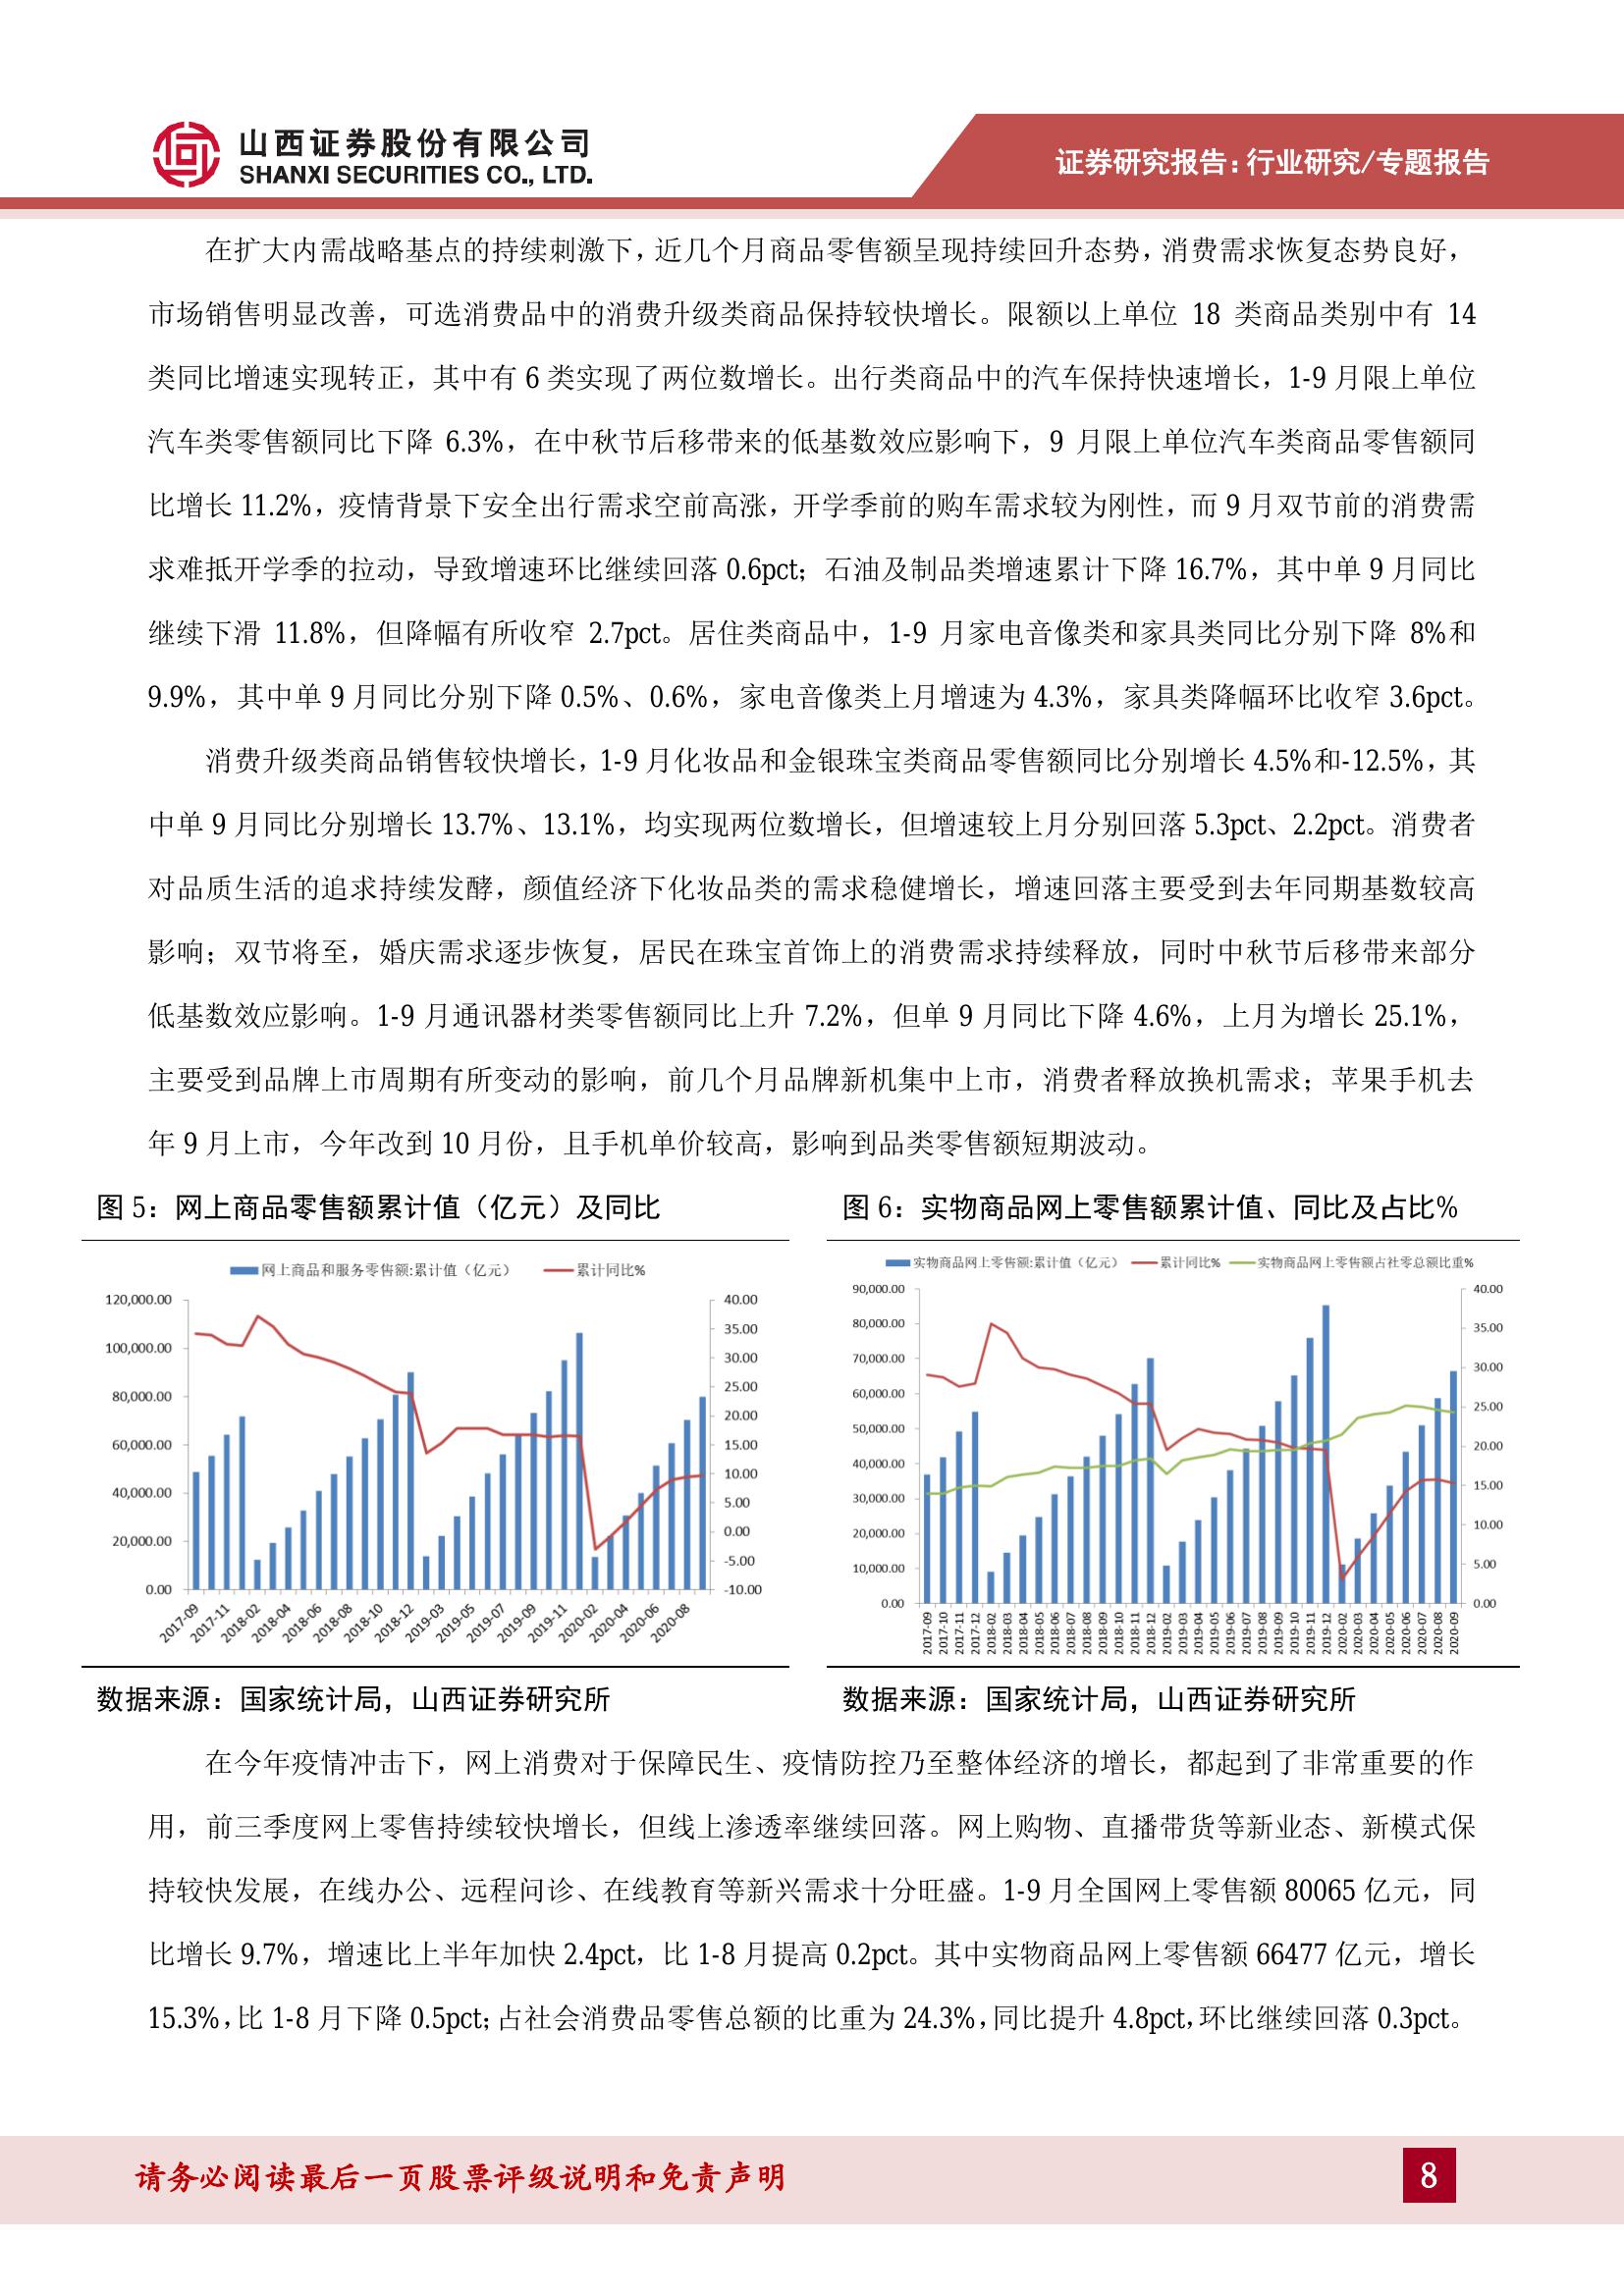 山西证券股份有限公司
SHANXI SECURITIES CO., LTD.
证券研究报告:行业研究/专题报告
在扩大内需战略基点的持续刺激下，近几个月商品零售额呈现持续回升态势，消费需求恢复态势良好，
市场销售明显改善，可选消费品中的消费升级类商品保持较快增长。限额以上单位 18 类商品类别中有 14
类同比增速实现转正，其中有 6 类实现了两位数增长。出行类商品中的汽车保持快速增长，1-9 月限上单位
汽车类零售额同比下降 6.3%，在中秋节后移带来的低基数效应影响下，9 月限上单位汽车类商品零售额同
比增长 11.2%，疫情背景下安全出行需求空前高涨，开学季前的购车需求较为刚性，而 9 月双节前的消费需
求难抵开学季的拉动，导致增速环比继续回落 0.6pct；石油及制品类增速累计下降 16.7%，其中单 9 月同比
继续下滑 11.8%，但降幅有所收窄 2.7pct。居住类商品中，1-9 月家电音像类和家具类同比分别下降 8%和
9.9%，其中单 9 月同比分别下降 0.5%、0.6%，家电音像类上月增速为 4.3%，家具类降幅环比收窄 3.6pct。
消费升级类商品销售较快增长，1-9 月化妆品和金银珠宝类商品零售额同比分别增长 4.5%和-12.5%，其
中单 9 月同比分别增长 13.7%、13.1%，均实现两位数增长，但增速较上月分别回落 5.3pct、2.2pct。消费者
对品质生活的追求持续发酵，颜值经济下化妆品类的需求稳健增长，增速回落主要受到去年同期基数较高
影响；双节将至，婚庆需求逐步恢复，居民在珠宝首饰上的消费需求持续释放，同时中秋节后移带来部分
低基数效应影响。1-9 月通讯器材类零售额同比上升 7.2%，但单 9 月同比下降 4.6%，上月为增长 25.1%，
主要受到品牌上市周期有所变动的影响，前几个月品牌新机集中上市，消费者释放换机需求；苹果手机去
年 9 月上市，今年改到 10 月份，且手机单价较高，影响到品类零售额短期波动。
图 5：网上商品零售额累计值（亿元）及同比
网上商品和服务零售额:累计值（亿元） 累计同比%
120,000.00
100,000.00
80,000.00
60,000.00
40,000.00
20,000.00
0.00
40.00
35.00
30.00
25.00
20.00
15.00
10.00
5.00
0.00
-5.00
-10.00
2017-09 2017-11 2018-02 2018-04 2018-06 2018-08 2018-10 2018-12 2019-03 2019-05 2019-07 2019-09 2019-11 2020-02 2020-04 2020-06 2020-08
数据来源：国家统计局，山西证券研究所
图 6：实物商品网上零售额累计值、同比及占比%
实物商品网上零售额:累计值（亿元） 累计同比% 实物商品网上零售额占社零总额比重%
90,000.00
80,000.00
70,000.00
60,000.00
50,000.00
40,000.00
30,000.00
20,000.00
10,000.00
0.00
40.00
35.00
30.00
25.00
20.00
15.00
10.00
5.00
0.00
2017-09 2017-10 2017-11 2017-12 2018-02 2018-03 2018-04 2018-05 2018-06 2018-07 2018-08 2018-09 2018-10 2018-11 2018-12 2019-02 2019-03 2019-04 2019-05 2019-06 2019-07 2019-08 2019-09 2019-10 2019-11 2019-12 2020-02 2020-03 2020-04 2020-05 2020-06 2020-07 2020-08 2020-09
数据来源：国家统计局，山西证券研究所
在今年疫情冲击下，网上消费对于保障民生、疫情防控乃至整体经济的增长，都起到了非常重要的作
用，前三季度网上零售持续较快增长，但线上渗透率继续回落。网上购物、直播带货等新业态、新模式保
持较快发展，在线办公、远程问诊、在线教育等新兴需求十分旺盛。1-9 月全国网上零售额 80065 亿元，同
比增长 9.7%，增速比上半年加快 2.4pct，比 1-8 月提高 0.2pct。其中实物商品网上零售额 66477 亿元，增长
15.3%，比 1-8 月下降 0.5pct；占社会消费品零售总额的比重为 24.3%，同比提升 4.8pct，环比继续回落 0.3pct。
请务必阅读最后一页股票评级说明和免责声明
8